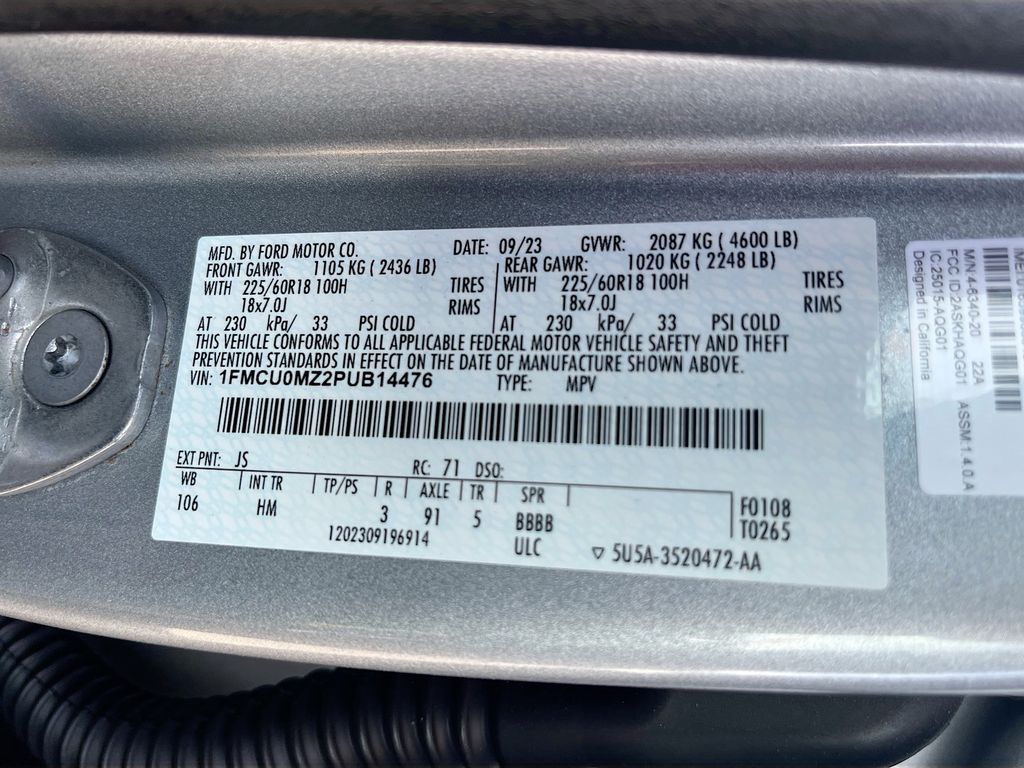 MFD. BY FORD MOTOR CO. DATE: 09/23 GVWR: 2087 KG ( 4600 LB)
FRONT GAWR: 1105 KG ( 2436 LB) REAR GAWR: 1020 KG ( 2248 LB)
WITH 225/60R18 100H TIRES WITH 225/60R18 100H TIRES
18x7.0J RIMS 18x7.0J RIMS
AT 230 kPa/ 33 PSI COLD AT 230 kPa/ 33 PSI COLD
THIS VEHICLE CONFORMS TO ALL APPLICABLE FEDERAL MOTOR VEHICLE SAFETY AND THEFT
PREVENTION STANDARDS IN EFFECT ON THE DATE OF MANUFACTURE SHOWN ABOVE.
VIN: 1FMCU0MZ2PUB14476 TYPE: MPV
EXT PNT: JS RC: 71 DSO:
WB INT TR TP/PS R AXLE TR SPR
106 HM 3 91 5 BBBB
F0108
T0265
1202309196914 ULC ▽ 5U5A-3520472-AA
M/N:4-6340-20 22A ASSM:1.4.0.A
FCC ID:2ASKHAQG01
IC:25015-AQG01
Designed in California